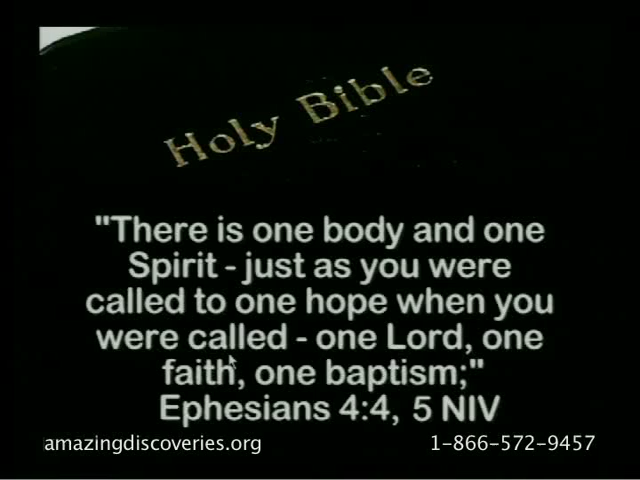 Holy Bible
"There is one body and one
Spirit - just as you were
called to one hope when you
were called - one Lord, one
faith, one baptism;"
Ephesians 4:4, 5 NIV
amazingdiscoveries.org 1-866-572-9457